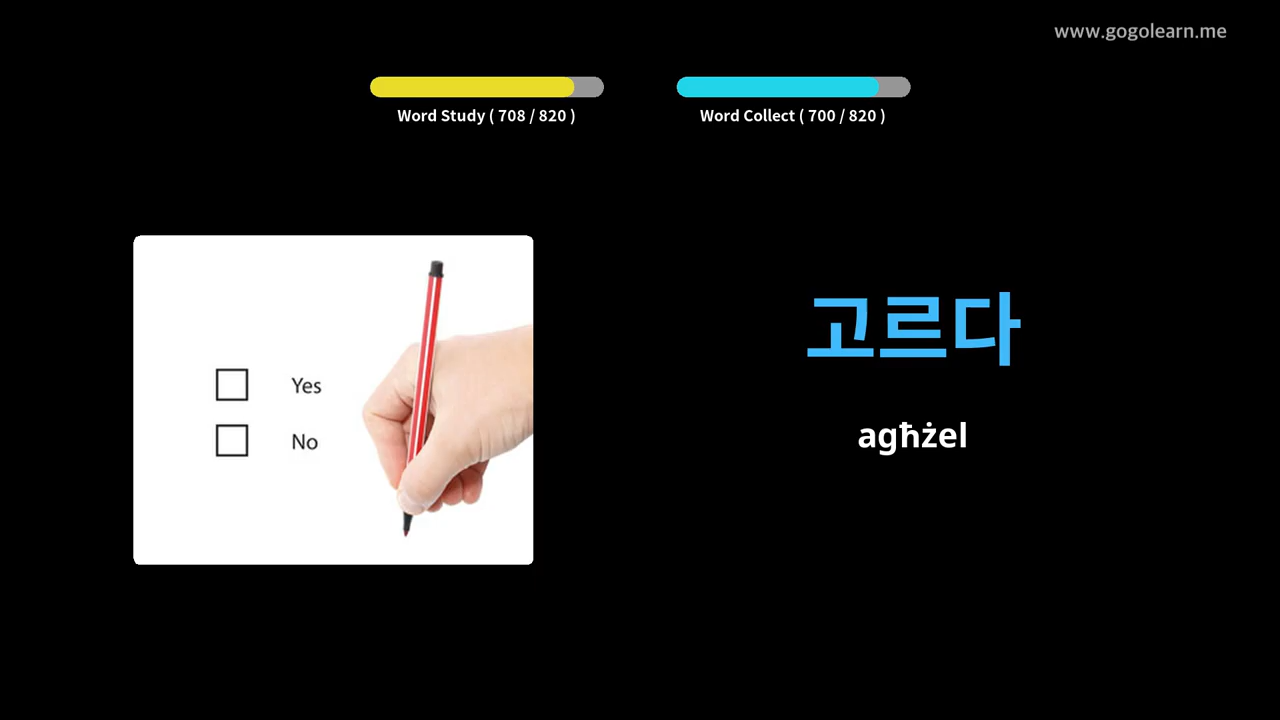 www.gogolearn.me
Word Study ( 708 / 820 )
Word Collect ( 700 / 820 )
Yes
No
고르다
agħżel